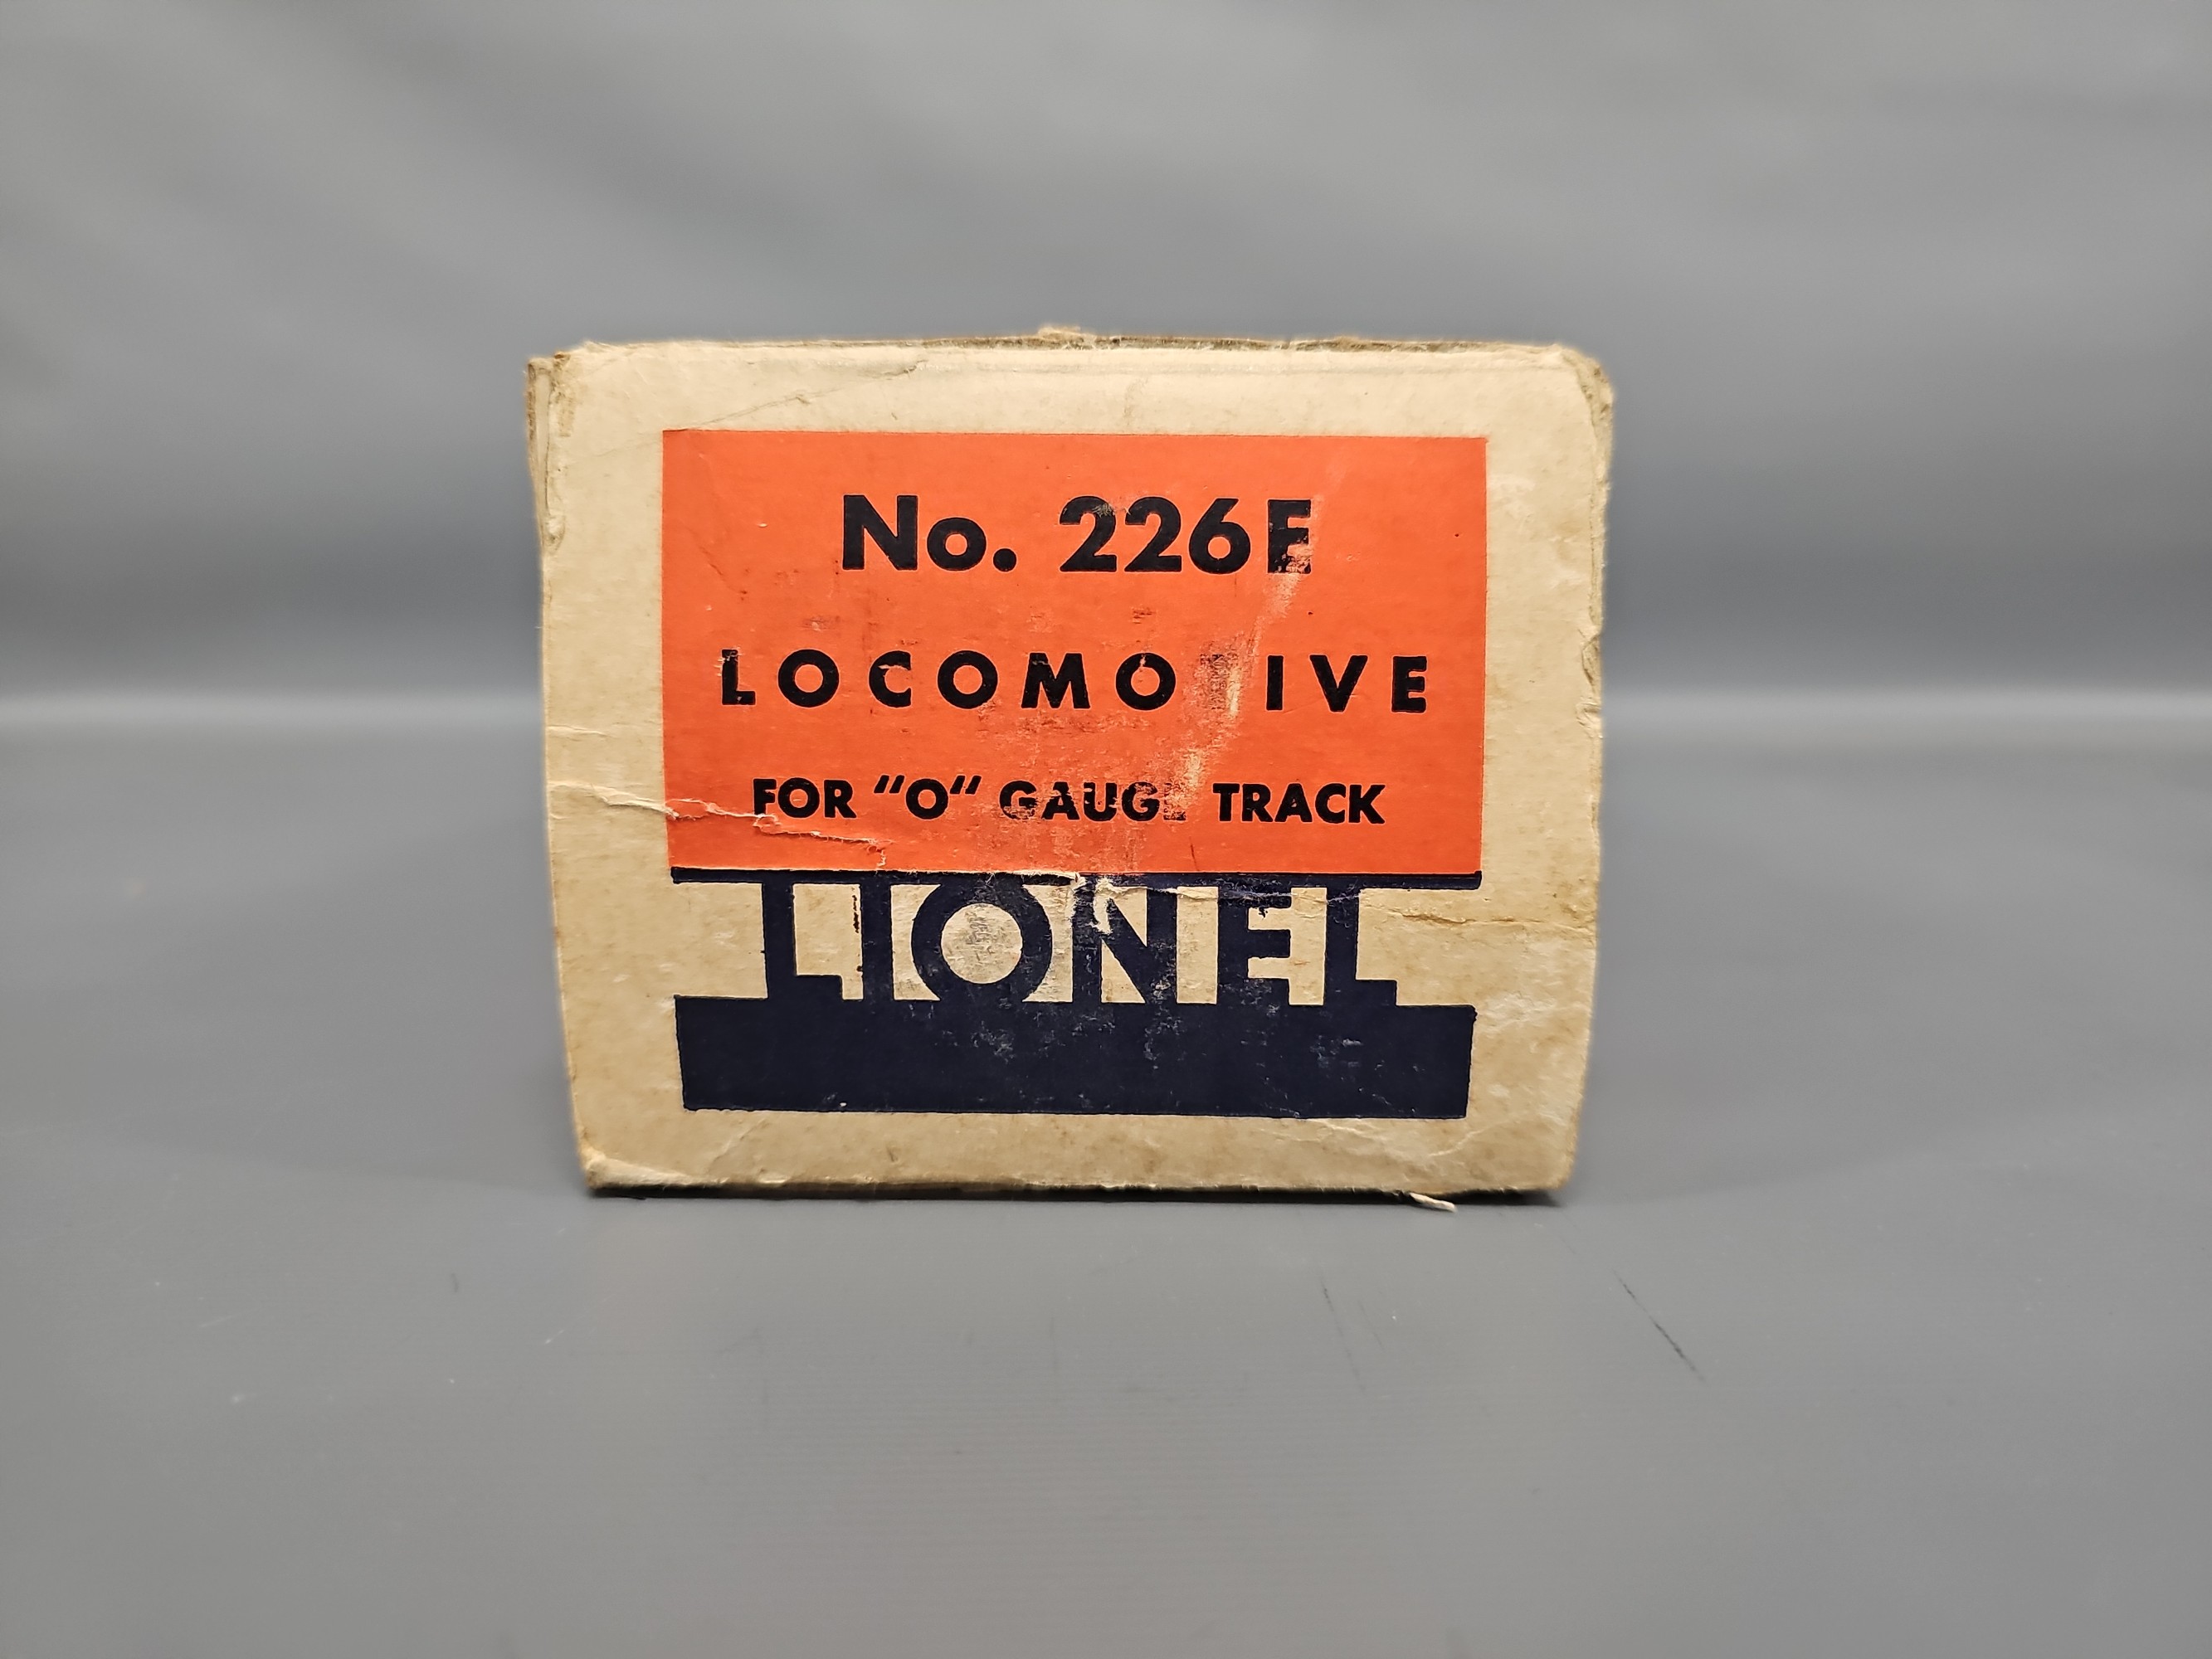 No. 226E
LOCOMOTIVE
FOR "O" GAUGE TRACK
LIONEL